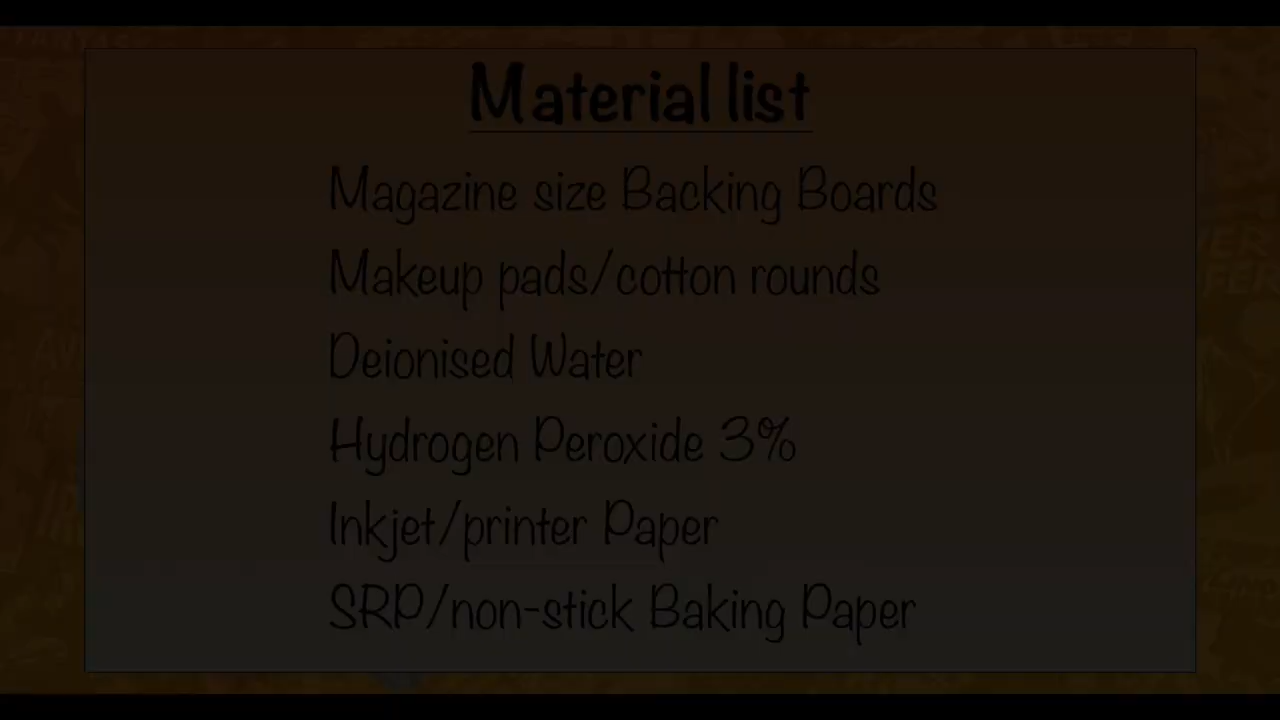 Material list
Magazine size Backing Boards
Makeup pads/cotton rounds
Deionised Water
Hydrogen Peroxide 3%
Inkjet/printer Paper
SRP/non-stick Baking Paper